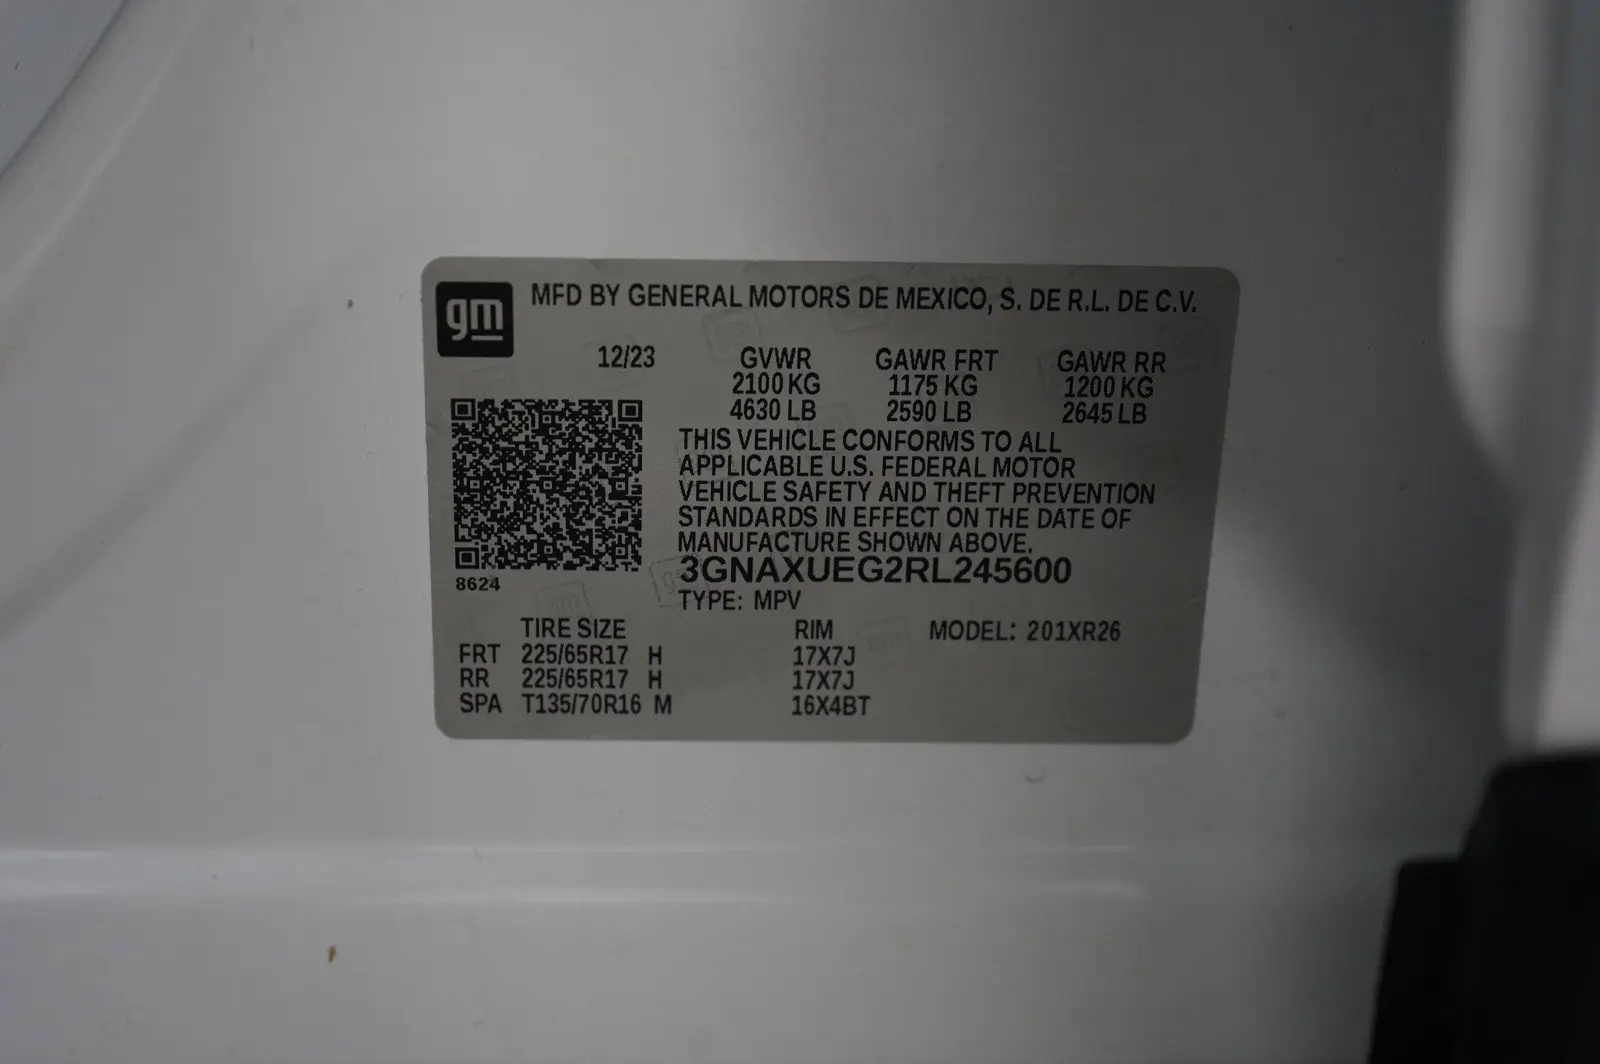 gm
MFD BY GENERAL MOTORS DE MEXICO, S. DE R.L. DE C.V.
12/23 GVWR GAWR FRT GAWR RR
2100 KG 1175 KG 1200 KG
4630 LB 2590 LB 2645 LB
THIS VEHICLE CONFORMS TO ALL
APPLICABLE U.S. FEDERAL MOTOR
VEHICLE SAFETY AND THEFT PREVENTION
STANDARDS IN EFFECT ON THE DATE OF
MANUFACTURE SHOWN ABOVE.
3GNAXUEG2RL245600
8624
TYPE: MPV
TIRE SIZE RIM MODEL: 201XR26
FRT 225/65R17 H 17X7J
RR 225/65R17 H 17X7J
SPA T135/70R16 M 16X4BT